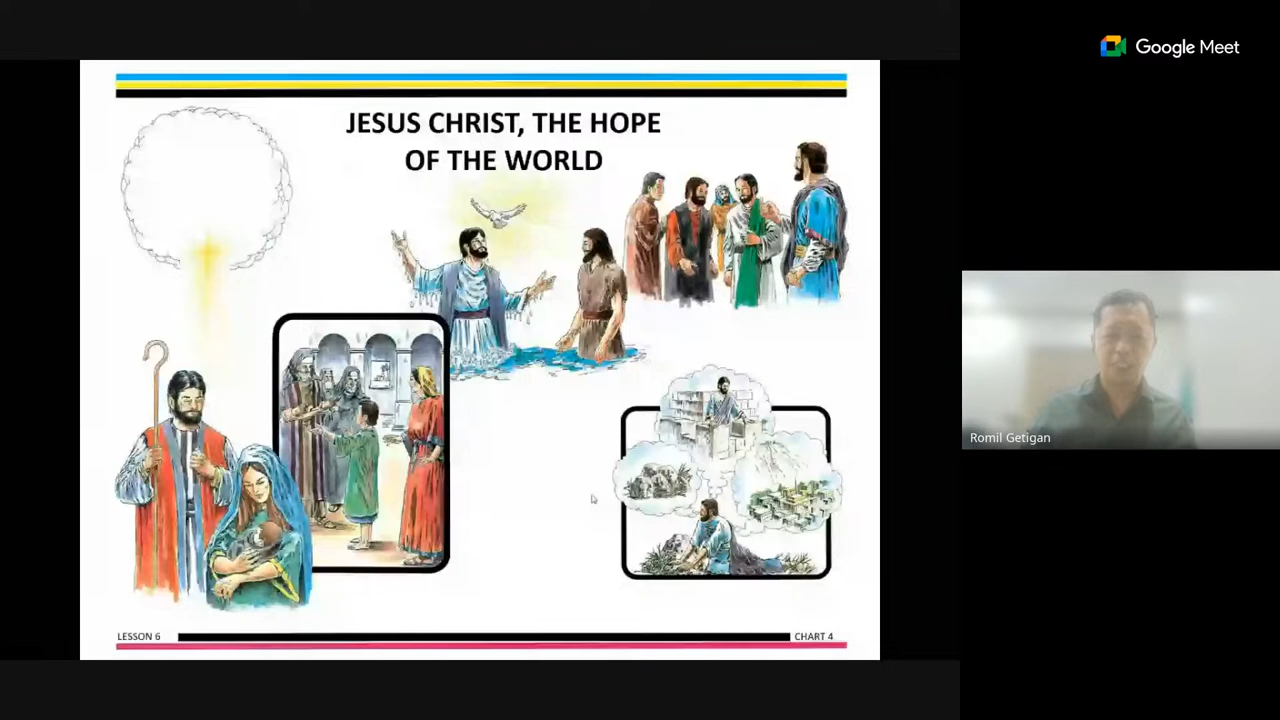 JESUS CHRIST, THE HOPE
OF THE WORLD
LESSON 6
CHART 4
Google Meet
Romil Getigan